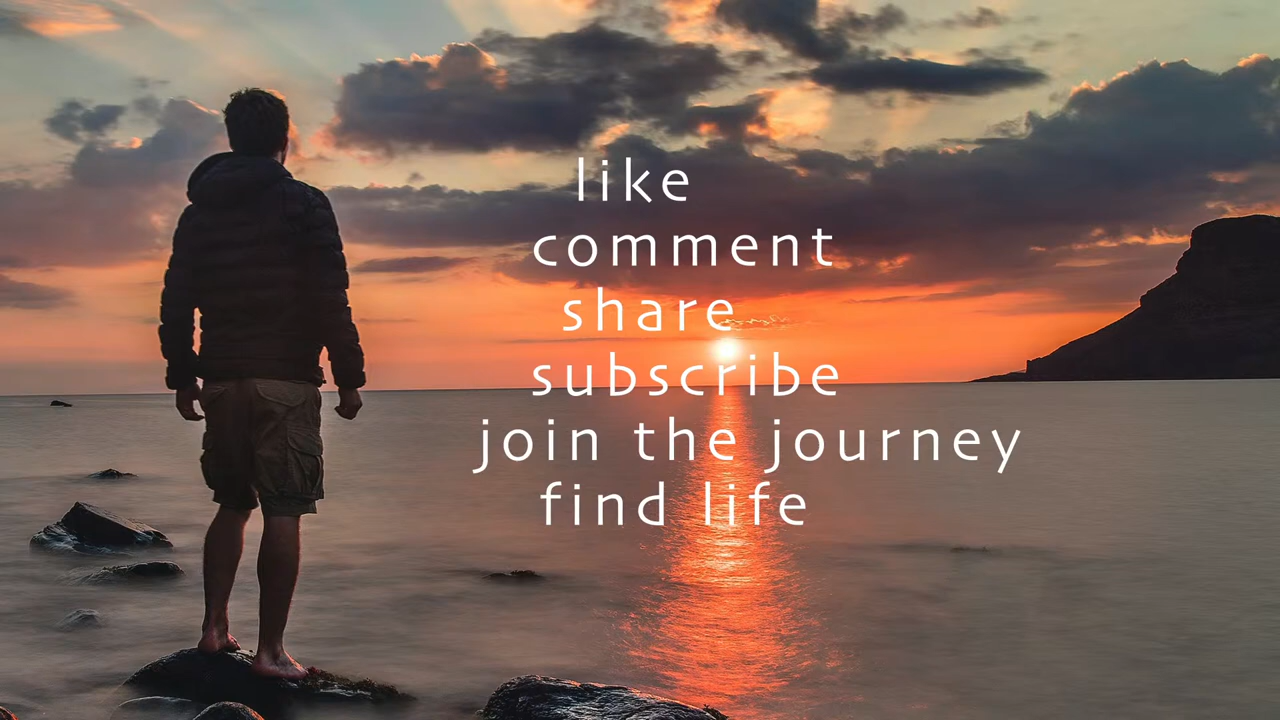 like
comment
share
subscribe
join the journey
find life